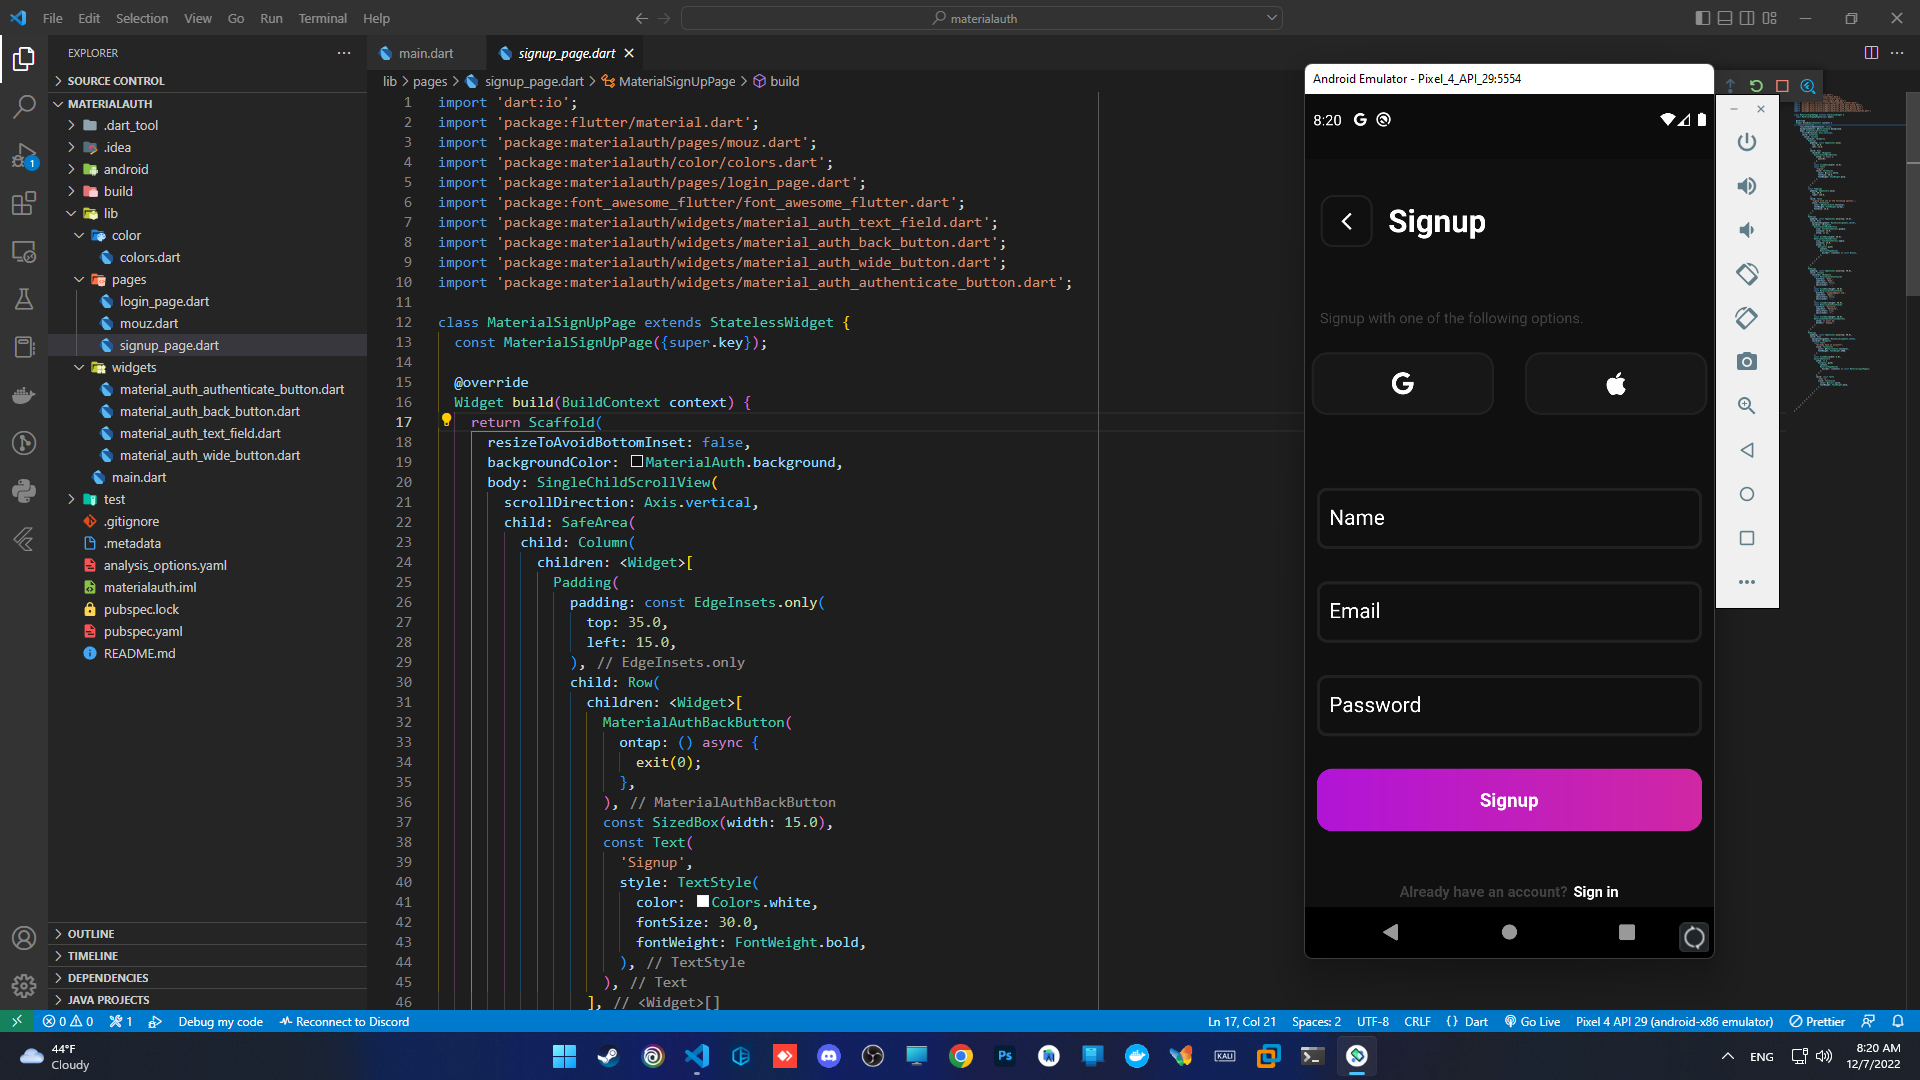 File Edit Selection View Go Run Terminal Help
materialauth
EXPLORER
SOURCE CONTROL
MATERIALAUTH
.dart_tool
.idea
android
build
lib
color
colors.dart
pages
login_page.dart
mouz.dart
signup_page.dart
widgets
material_auth_authenticate_button.dart
material_auth_back_button.dart
material_auth_text_field.dart
material_auth_wide_button.dart
main.dart
test
.gitignore
.metadata
analysis_options.yaml
materialauth.iml
pubspec.lock
pubspec.yaml
README.md
OUTLINE
TIMELINE
DEPENDENCIES
JAVA PROJECTS
1
main.dart signup_page.dart
lib > pages > signup_page.dart > MaterialSignUpPage > build
1 import 'dart:io';
2 import 'package:flutter/material.dart';
3 import 'package:materialauth/pages/mouz.dart';
4 import 'package:materialauth/color/colors.dart';
5 import 'package:materialauth/pages/login_page.dart';
6 import 'package:font_awesome_flutter/font_awesome_flutter.dart';
7 import 'package:materialauth/widgets/material_auth_text_field.dart';
8 import 'package:materialauth/widgets/material_auth_back_button.dart';
9 import 'package:materialauth/widgets/material_auth_wide_button.dart';
10 import 'package:materialauth/widgets/material_auth_authenticate_button.dart';
11
12 class MaterialSignUpPage extends StatelessWidget {
13 const MaterialSignUpPage({super.key});
14
15 @override
16 Widget build(BuildContext context) {
17 return Scaffold(
18 resizeToAvoidBottomInset: false,
19 backgroundColor: MaterialAuth.background,
20 body: SingleChildScrollView(
21 scrollDirection: Axis.vertical,
22 child: SafeArea(
23 child: Column(
24 children: <Widget>[
25 Padding(
26 padding: const EdgeInsets.only(
27 top: 35.0,
28 left: 15.0,
29 ), // EdgeInsets.only
30 child: Row(
31 children: <Widget>[
32 MaterialAuthBackButton(
33 ontap: () async {
34 exit(0);
35 },
36 ), // MaterialAuthBackButton
37 const SizedBox(width: 15.0),
38 const Text(
39 'Signup',
40 style: TextStyle(
41 color: Colors.white,
42 fontSize: 30.0,
43 fontWeight: FontWeight.bold,
44 ), // TextStyle
45 ), // Text
46 ], // <Widget>[]
Android Emulator - Pixel_4_API_29:5554
8:20
Signup
Signup with one of the following options.
Name
Email
Password
Signup
Already have an account? Sign in
0 0 1 Debug my code Reconnect to Discord
Ln 17, Col 21 Spaces: 2 UTF-8 CRLF {} Dart Go Live Pixel 4 API 29 (android-x86 emulator) Prettier
44°F
Cloudy
Ps
KALI
ENG
8:20 AM
12/7/2022